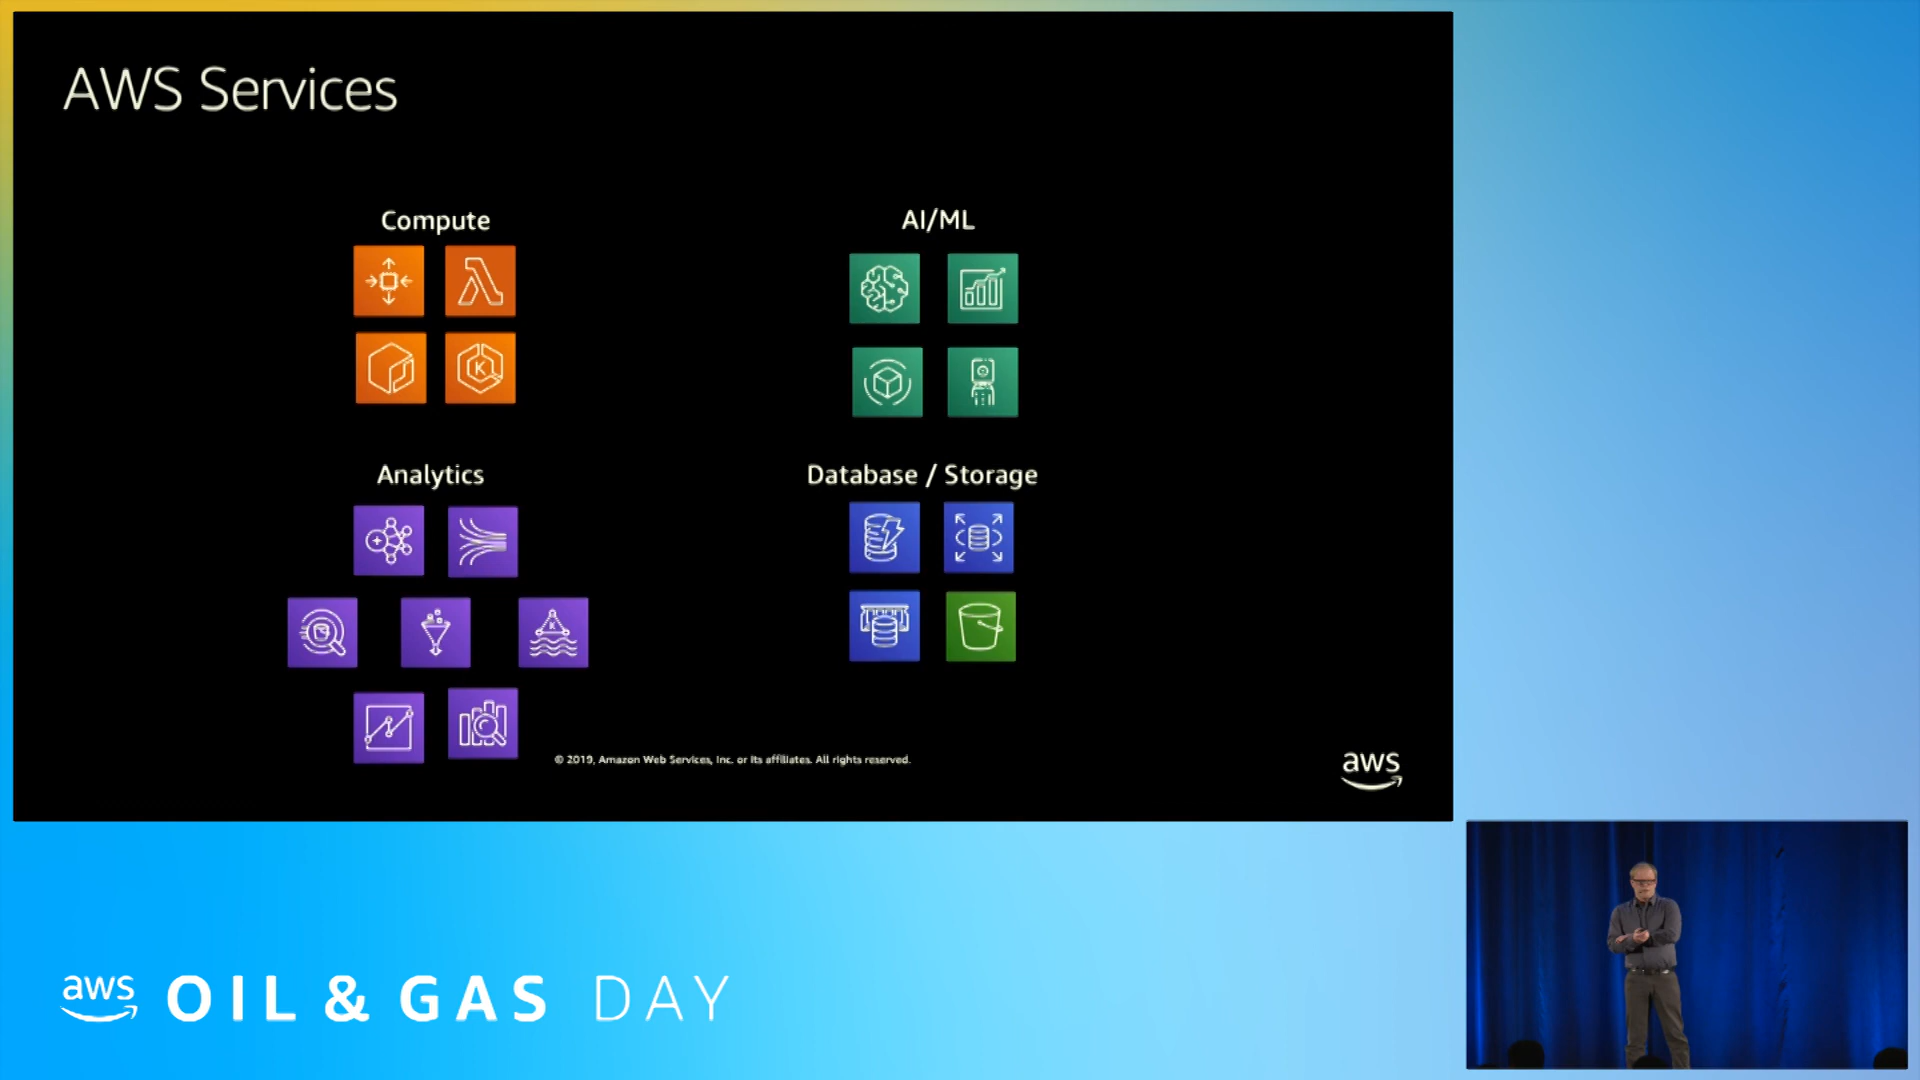 AWS Services
Compute
AI/ML
K
Analytics
Database / Storage
K
© 2019, Amazon Web Services, Inc. or its affiliates. All rights reserved.
aws
aws OIL & GAS DAY